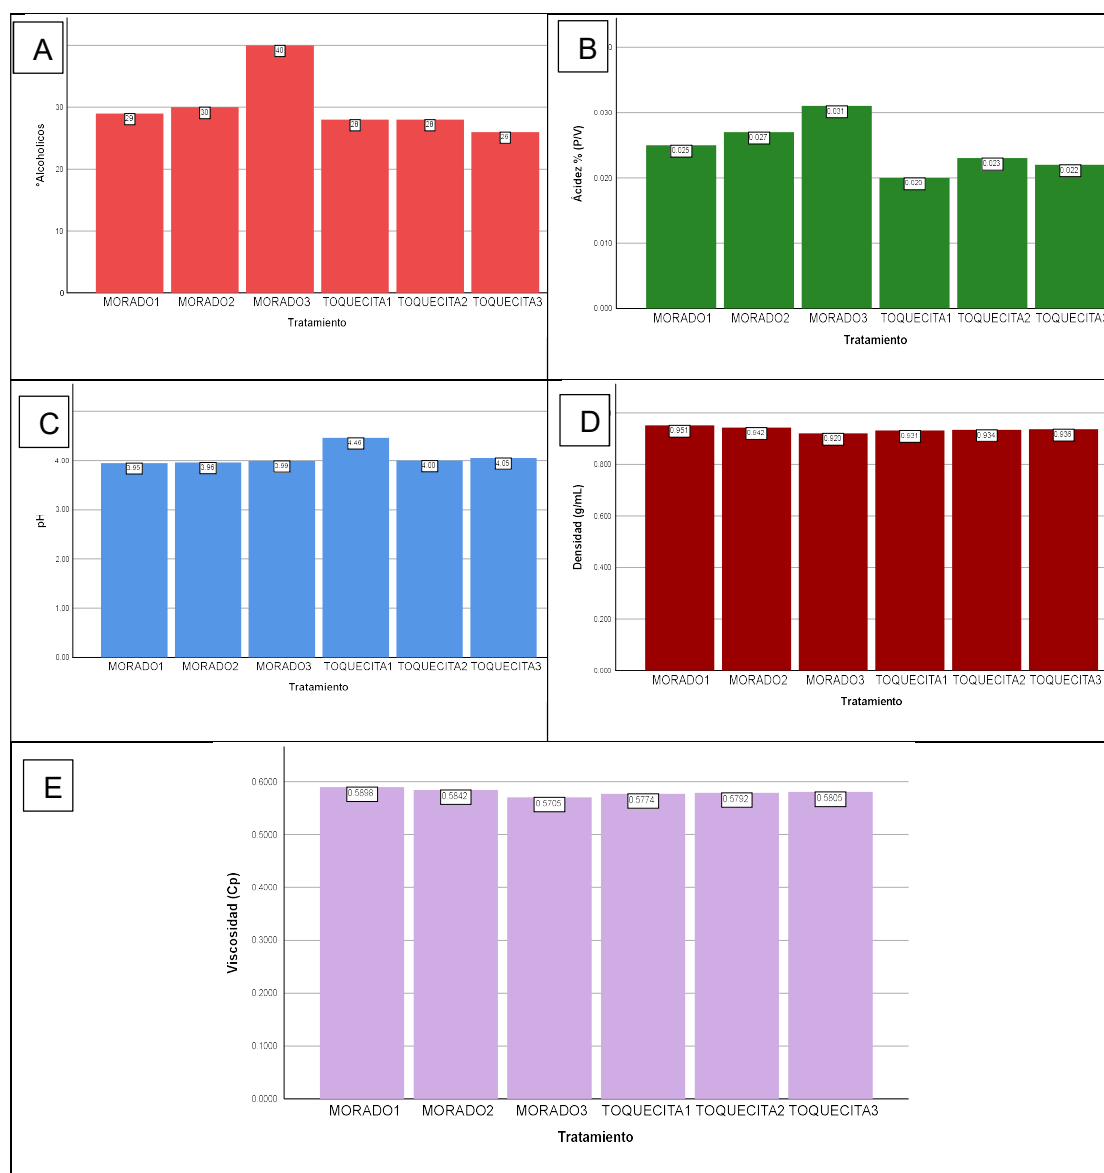 A
°Alcoholicos
30
20
10
0
29
30
40
28
28
26
MORADO1 MORADO2 MORADO3 TOQUECITA1 TOQUECITA2 TOQUECITA3
Tratamiento
B
Ácidez % (P/V)
0.030
0.020
0.010
0.000
0.025
0.027
0.031
0.020
0.023
0.022
MORADO1 MORADO2 MORADO3 TOQUECITA1 TOQUECITA2 TOQUECITA3
Tratamiento
C
pH
4.00
3.00
2.00
1.00
0.00
3.95
3.96
3.99
4.46
4.00
4.05
MORADO1 MORADO2 MORADO3 TOQUECITA1 TOQUECITA2 TOQUECITA3
Tratamiento
D
Densidad (g/mL)
0.800
0.600
0.400
0.200
0.000
0.951
0.942
0.920
0.931
0.934
0.936
MORADO1 MORADO2 MORADO3 TOQUECITA1 TOQUECITA2 TOQUECITA3
Tratamiento
E
Viscosidad (Cp)
0.6000
0.5000
0.4000
0.3000
0.2000
0.1000
0.0000
0.5898
0.5842
0.5705
0.5774
0.5792
0.5805
MORADO1 MORADO2 MORADO3 TOQUECITA1 TOQUECITA2 TOQUECITA3
Tratamiento